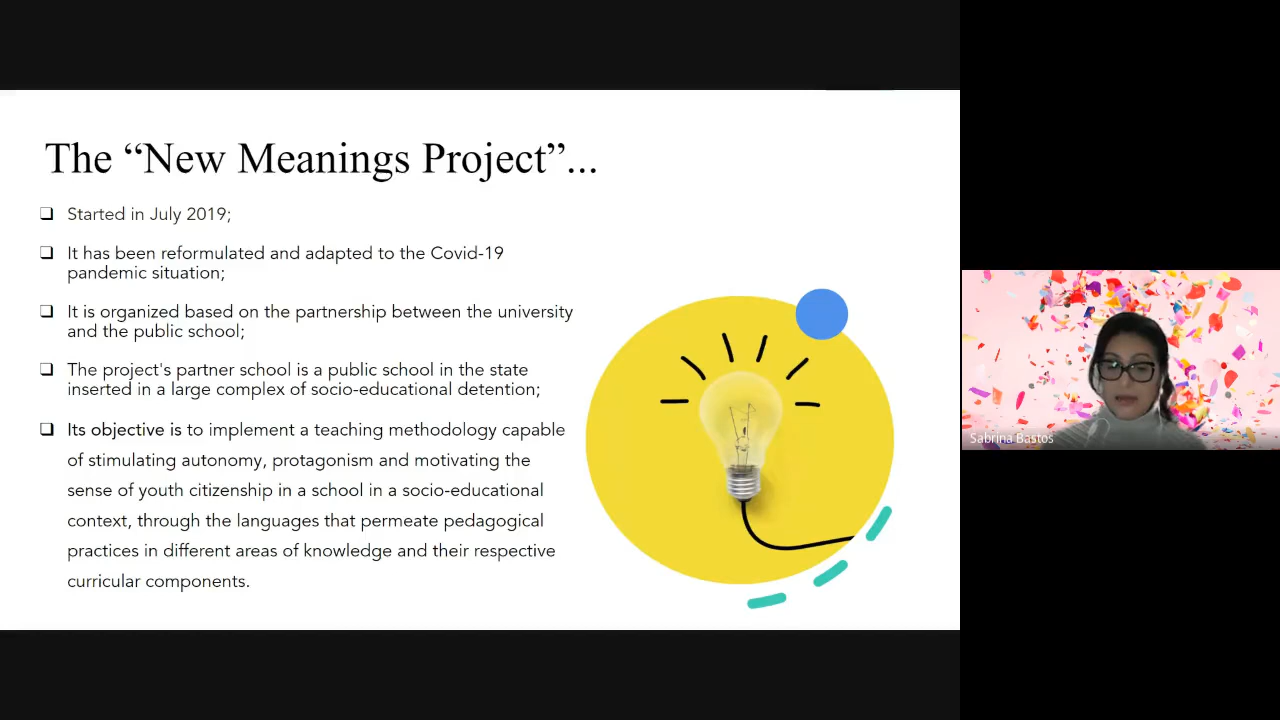 The “New Meanings Project”...
❑ Started in July 2019;
❑ It has been reformulated and adapted to the Covid-19
pandemic situation;
❑ It is organized based on the partnership between the university
and the public school;
❑ The project's partner school is a public school in the state
inserted in a large complex of socio-educational detention;
❑ Its objective is to implement a teaching methodology capable
of stimulating autonomy, protagonism and motivating the
sense of youth citizenship in a school in a socio-educational
context, through the languages that permeate pedagogical
practices in different areas of knowledge and their respective
curricular components.
Sabrina Bastos